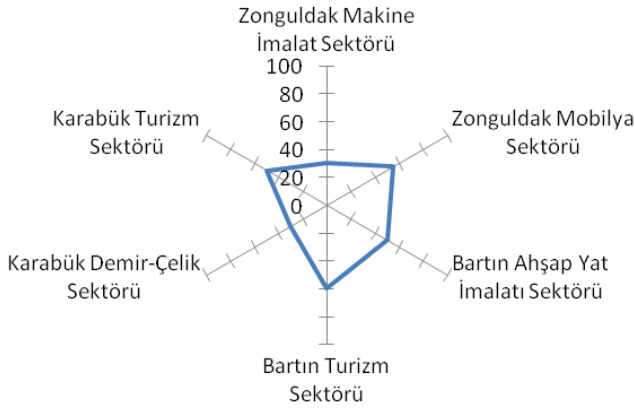 Zonguldak Makine
İmalat Sektörü
100
80
60
40
20
0
Zonguldak Mobilya
Sektörü
Bartın Ahşap Yat
İmalatı Sektörü
Bartın Turizm
Sektörü
Karabük Demir-Çelik
Sektörü
Karabük Turizm
Sektörü